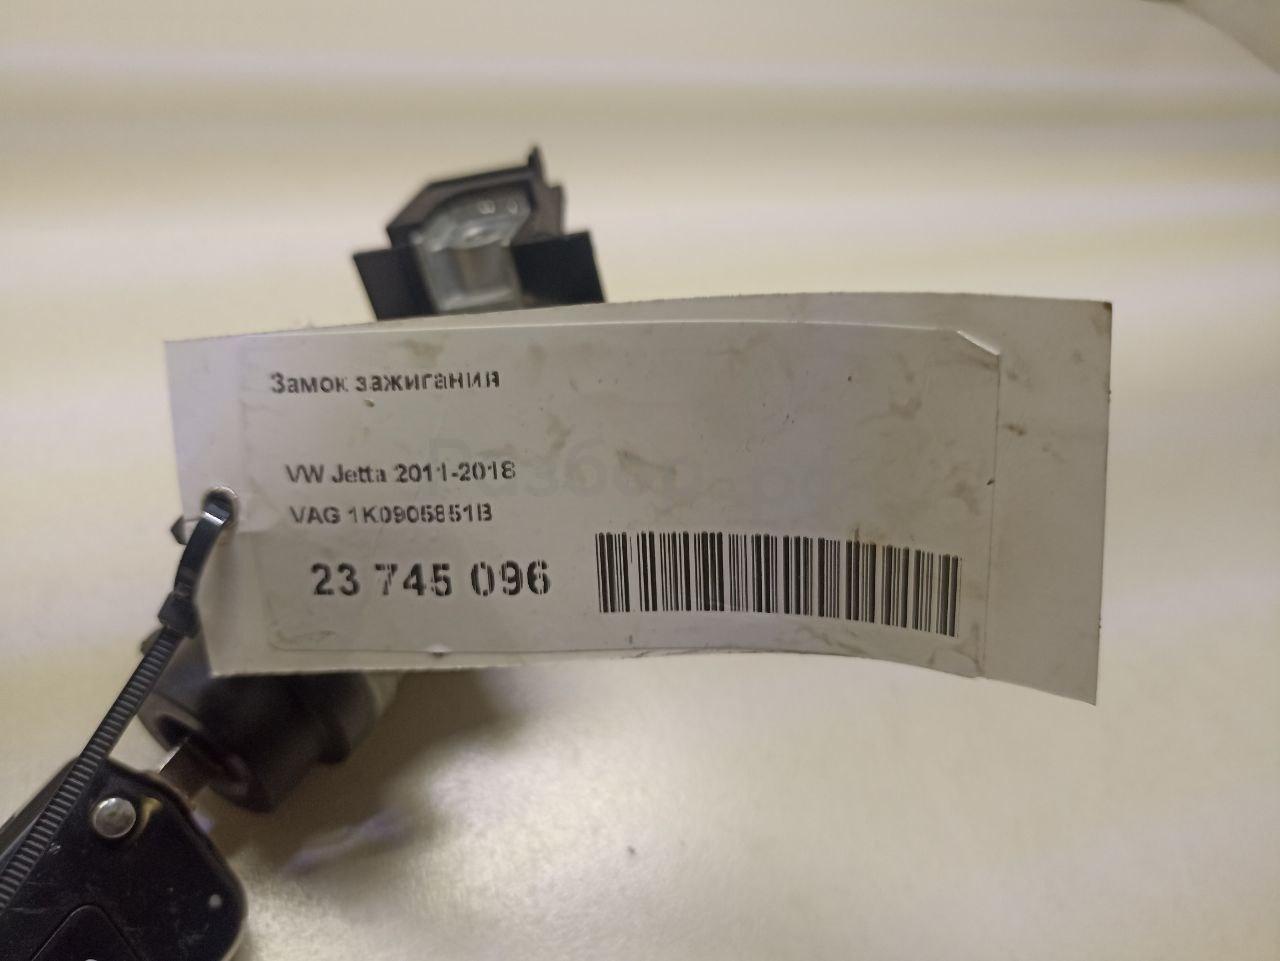 Замок зажигания
VW Jetta 2011-2018
VAG 1K0905851B
23 745 096